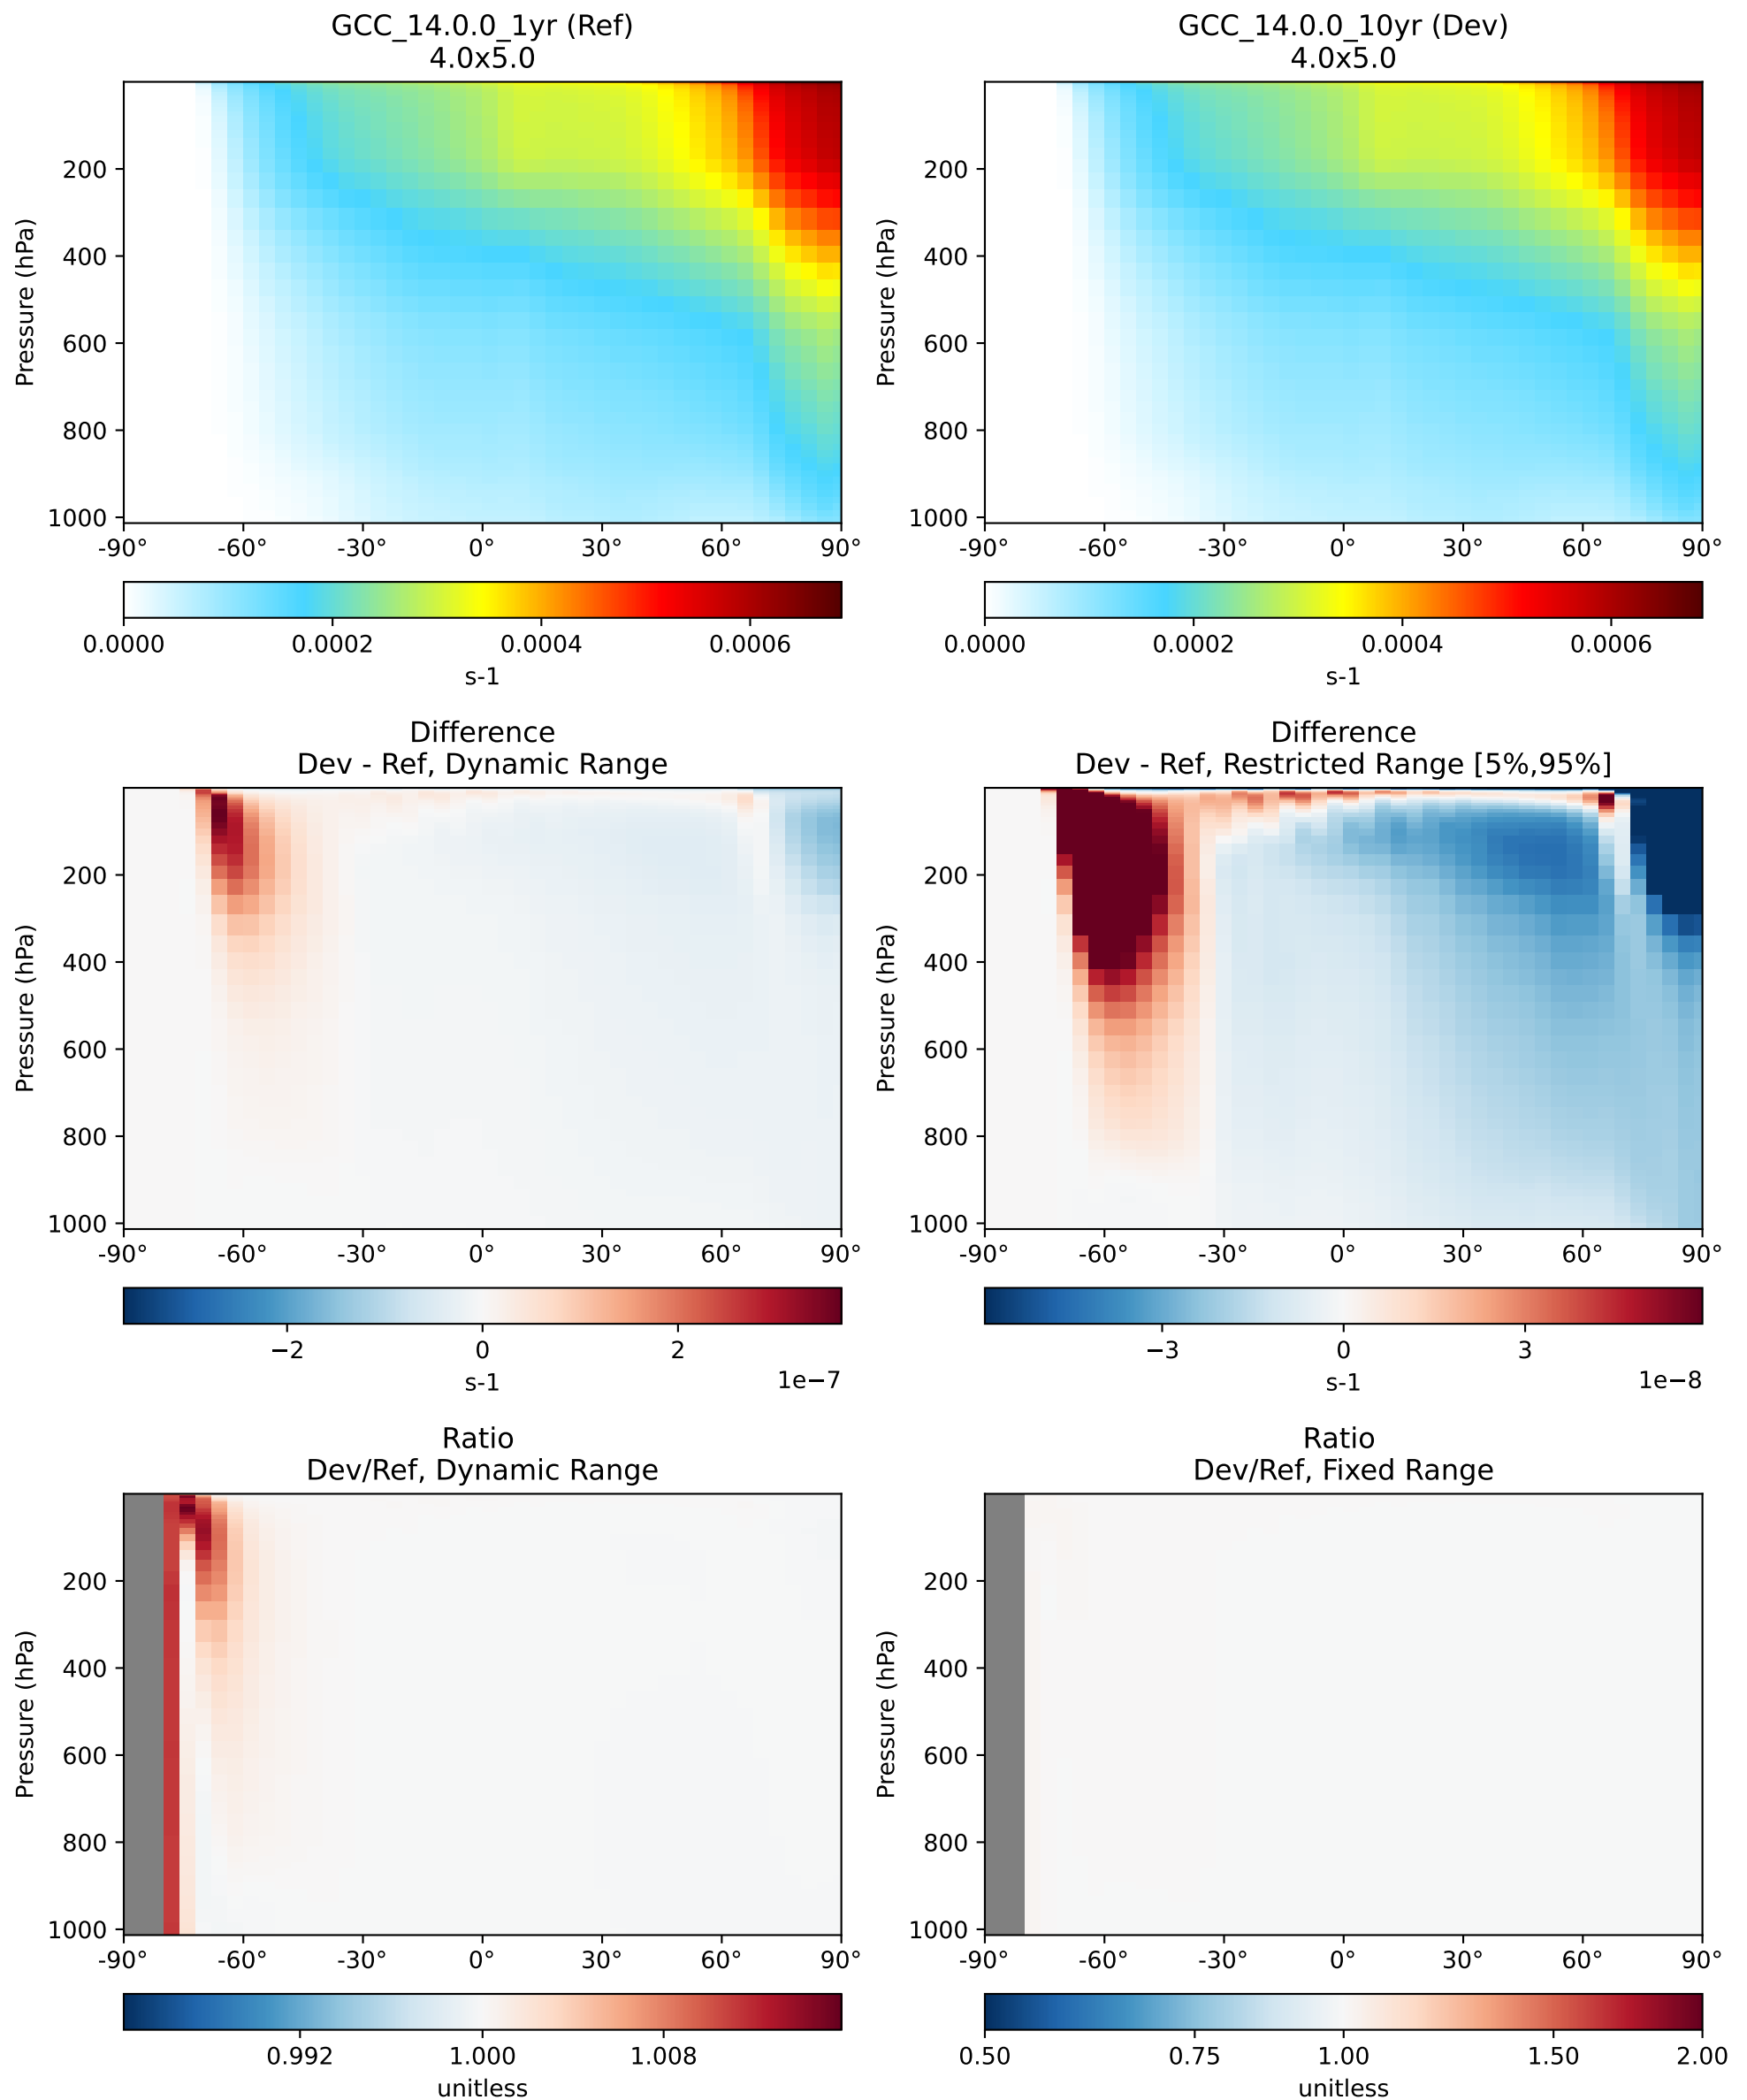 GCC_14.0.0_1yr (Ref)
4.0x5.0
Pressure (hPa)
200
400
600
800
1000
-90° -60° -30° 0° 30° 60° 90°
0.0000 0.0002 0.0004 0.0006
s-1
GCC_14.0.0_10yr (Dev)
4.0x5.0
Pressure (hPa)
200
400
600
800
1000
-90° -60° -30° 0° 30° 60° 90°
0.0000 0.0002 0.0004 0.0006
s-1
Difference
Dev - Ref, Dynamic Range
Pressure (hPa)
200
400
600
800
1000
-90° -60° -30° 0° 30° 60° 90°
−2 0 2
1e−7
s-1
Difference
Dev - Ref, Restricted Range [5%,95%]
Pressure (hPa)
200
400
600
800
1000
-90° -60° -30° 0° 30° 60° 90°
−3 0 3
1e−8
s-1
Ratio
Dev/Ref, Dynamic Range
Pressure (hPa)
200
400
600
800
1000
-90° -60° -30° 0° 30° 60° 90°
0.992 1.000 1.008
unitless
Ratio
Dev/Ref, Fixed Range
Pressure (hPa)
200
400
600
800
1000
-90° -60° -30° 0° 30° 60° 90°
0.50 0.75 1.00 1.50 2.00
unitless